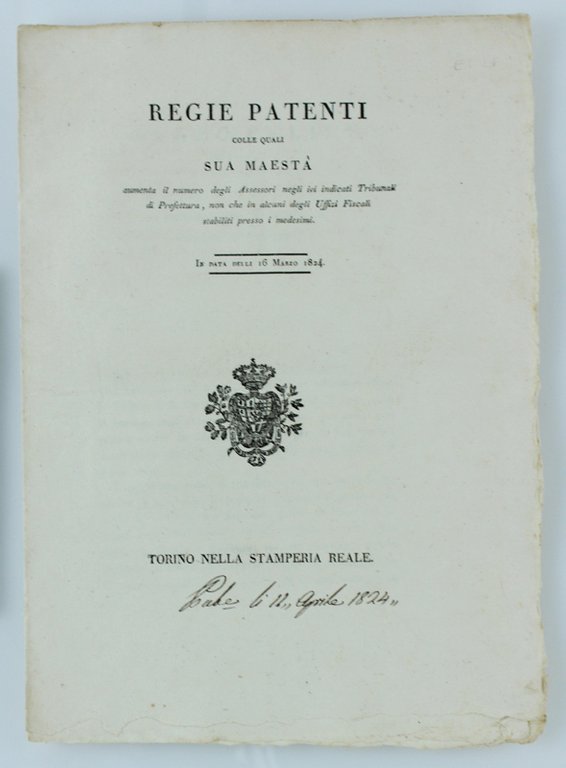 REGIE PATENTI
COLLE QUALI
SUA MAESTÀ
aumenta il numero degli Assessori negli ivi indicati Tribunali
di Prefettura, non che in alcuni degli Uffizi Fiscali
stabiliti presso i medesimi.
IN DATA DELLI 16 MARZO 1824.
TORINO NELLA STAMPERIA REALE.
li 12 Aprile 1824